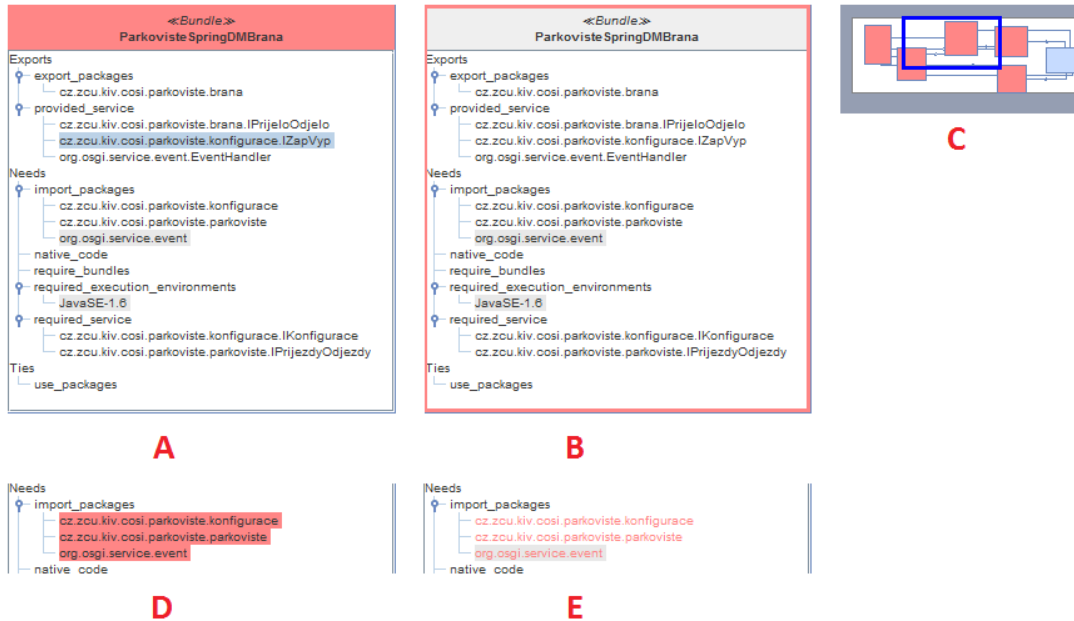 ≪Bundle≫
ParkovisteSpringDMBrana
Exports
export_packages
cz.zcu.kiv.cosi.parkoviste.brana
provided_service
cz.zcu.kiv.cosi.parkoviste.brana.IPrijeloOdjelo
cz.zcu.kiv.cosi.parkoviste.konfigurace.IZapVyp
org.osgi.service.event.EventHandler
Needs
import_packages
cz.zcu.kiv.cosi.parkoviste.konfigurace
cz.zcu.kiv.cosi.parkoviste.parkoviste
org.osgi.service.event
native_code
require_bundles
required_execution_environments
JavaSE-1.6
required_service
cz.zcu.kiv.cosi.parkoviste.konfigurace.IKonfigurace
cz.zcu.kiv.cosi.parkoviste.parkoviste.IPrijezdyOdjezdy
Ties
use_packages
A
≪Bundle≫
ParkovisteSpringDMBrana
Exports
export_packages
cz.zcu.kiv.cosi.parkoviste.brana
provided_service
cz.zcu.kiv.cosi.parkoviste.brana.IPrijeloOdjelo
cz.zcu.kiv.cosi.parkoviste.konfigurace.IZapVyp
org.osgi.service.event.EventHandler
Needs
import_packages
cz.zcu.kiv.cosi.parkoviste.konfigurace
cz.zcu.kiv.cosi.parkoviste.parkoviste
org.osgi.service.event
native_code
require_bundles
required_execution_environments
JavaSE-1.6
required_service
cz.zcu.kiv.cosi.parkoviste.konfigurace.IKonfigurace
cz.zcu.kiv.cosi.parkoviste.parkoviste.IPrijezdyOdjezdy
Ties
use_packages
B
C
Needs
import_packages
cz.zcu.kiv.cosi.parkoviste.konfigurace
cz.zcu.kiv.cosi.parkoviste.parkoviste
org.osgi.service.event
native_code
D
Needs
import_packages
cz.zcu.kiv.cosi.parkoviste.konfigurace
cz.zcu.kiv.cosi.parkoviste.parkoviste
org.osgi.service.event
native_code
E